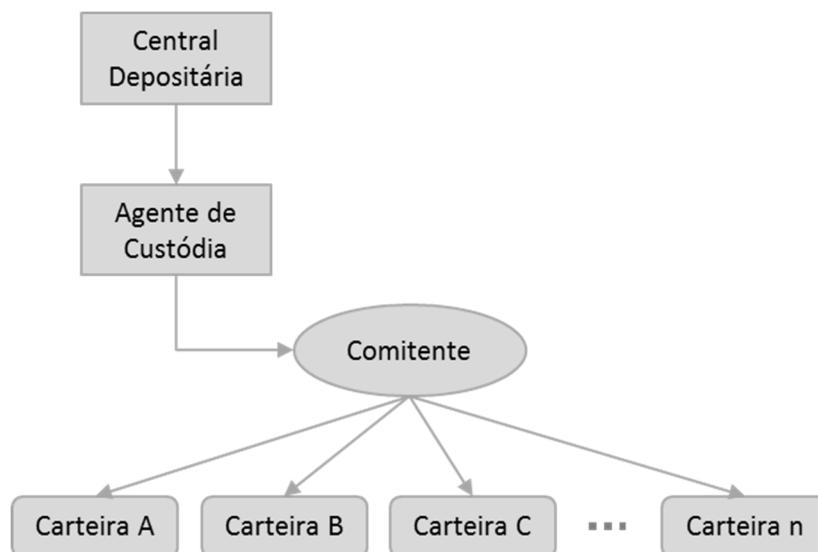 Central
Depositária
Agente de
Custódia
Comitente
Carteira A
Carteira B
Carteira C
...
Carteira n